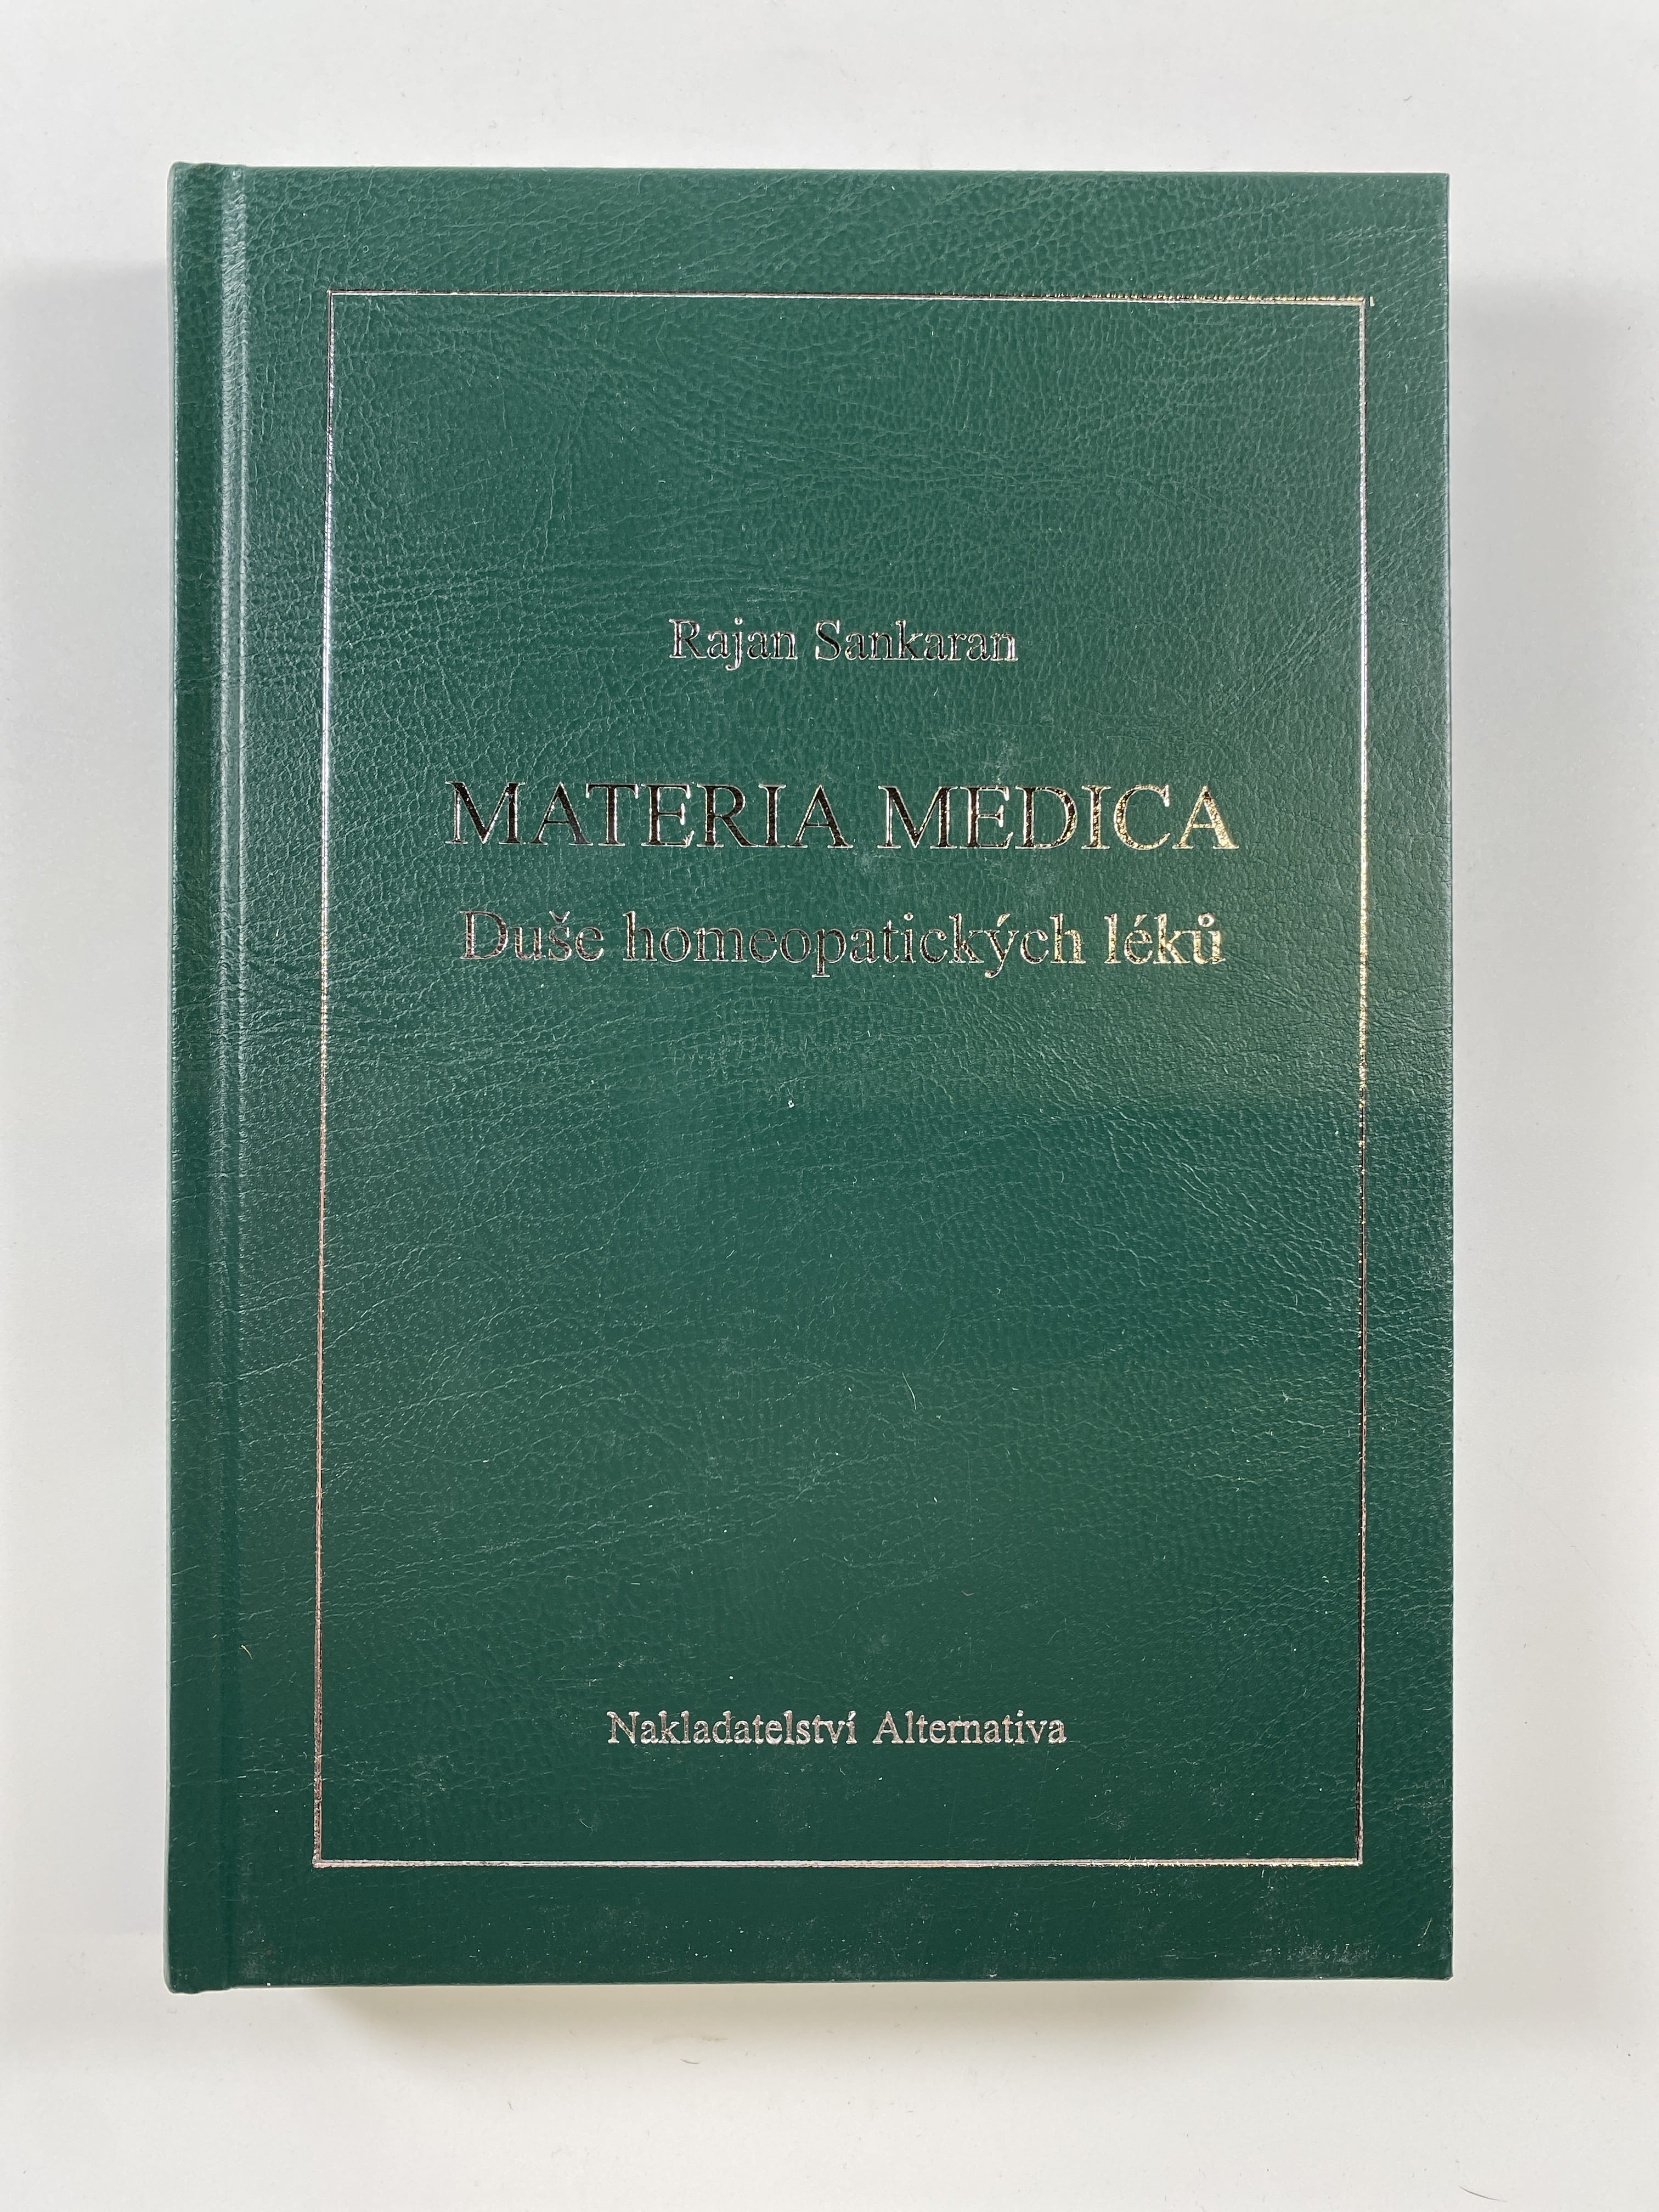 Rajan Sankaran
MATERIA MEDICA
Duše homeopatických léků
Nakladatelství Alternativa